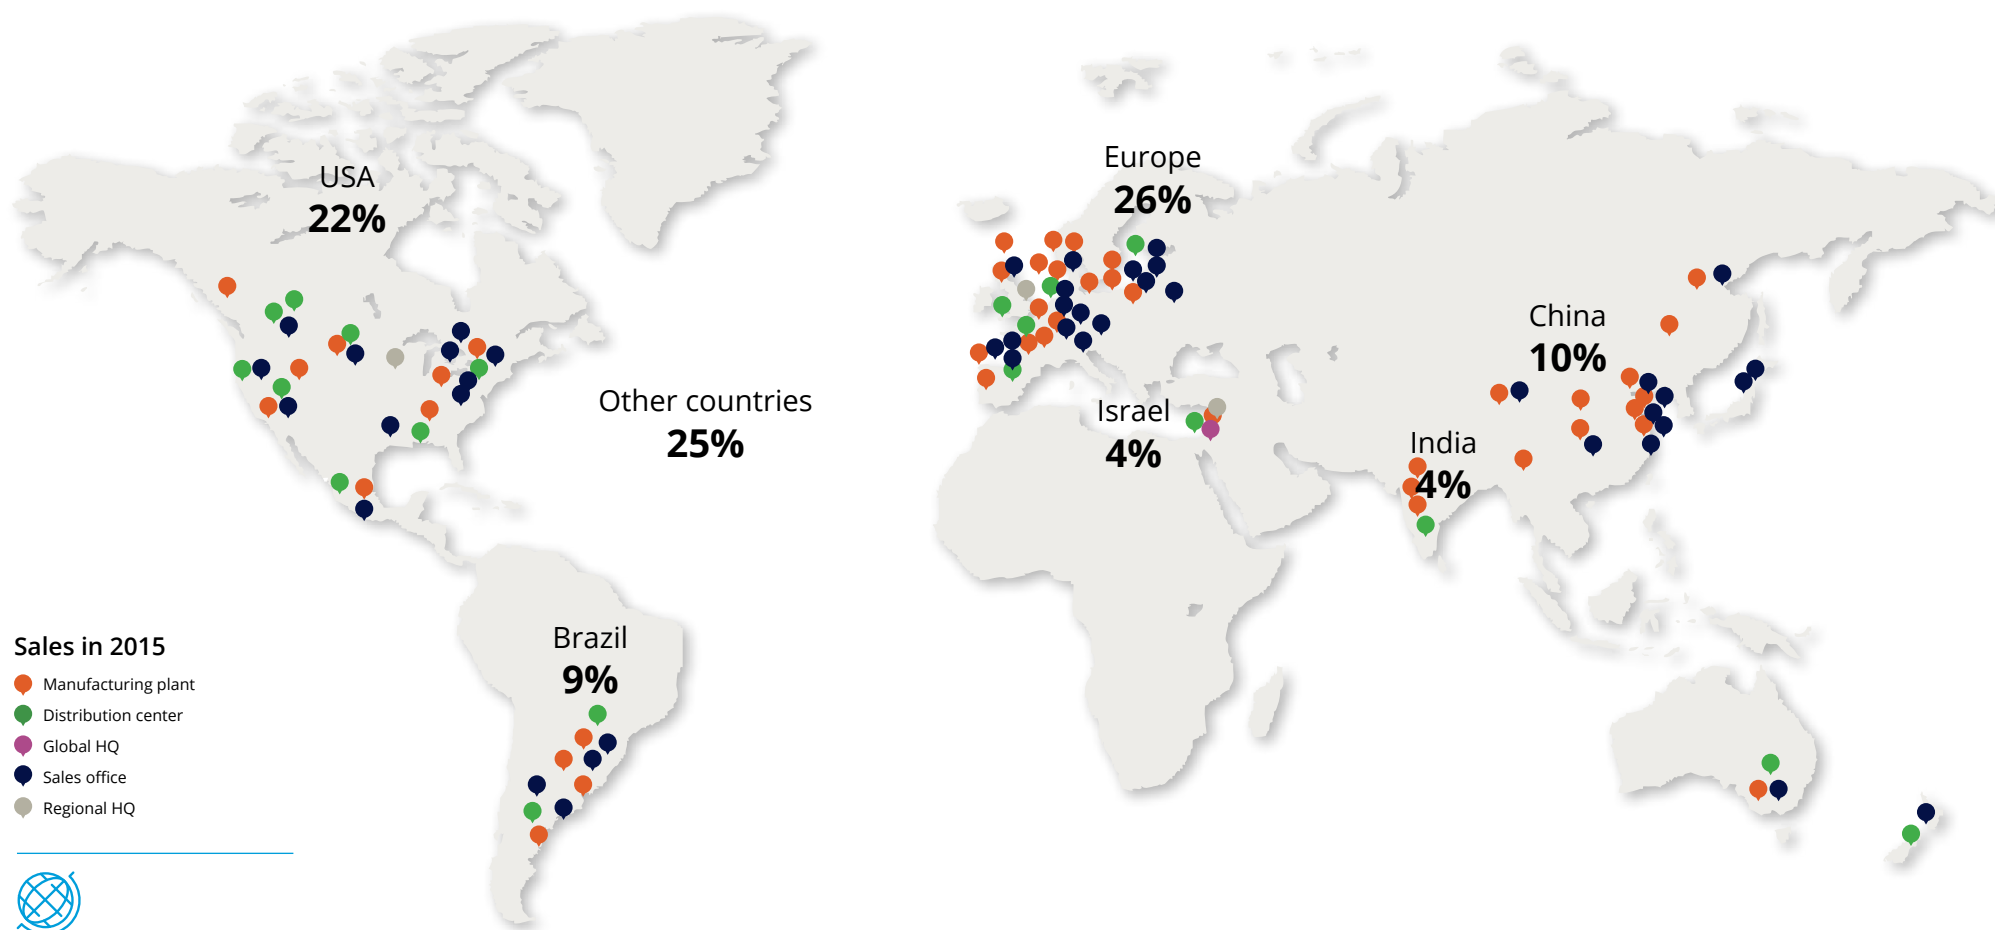 USA
22%
Europe
26%
China
10%
Other countries
25%
Israel
4%
India
4%
Brazil
9%
Sales in 2015
Manufacturing plant
Distribution center
Global HQ
Sales office
Regional HQ